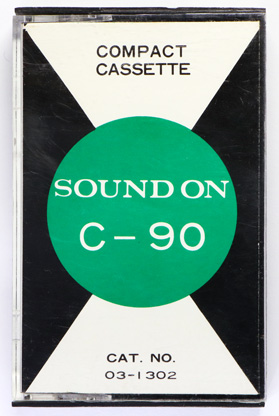 COMPACT
CASSETTE
SOUND ON
C-90
CAT. NO.
03-1302